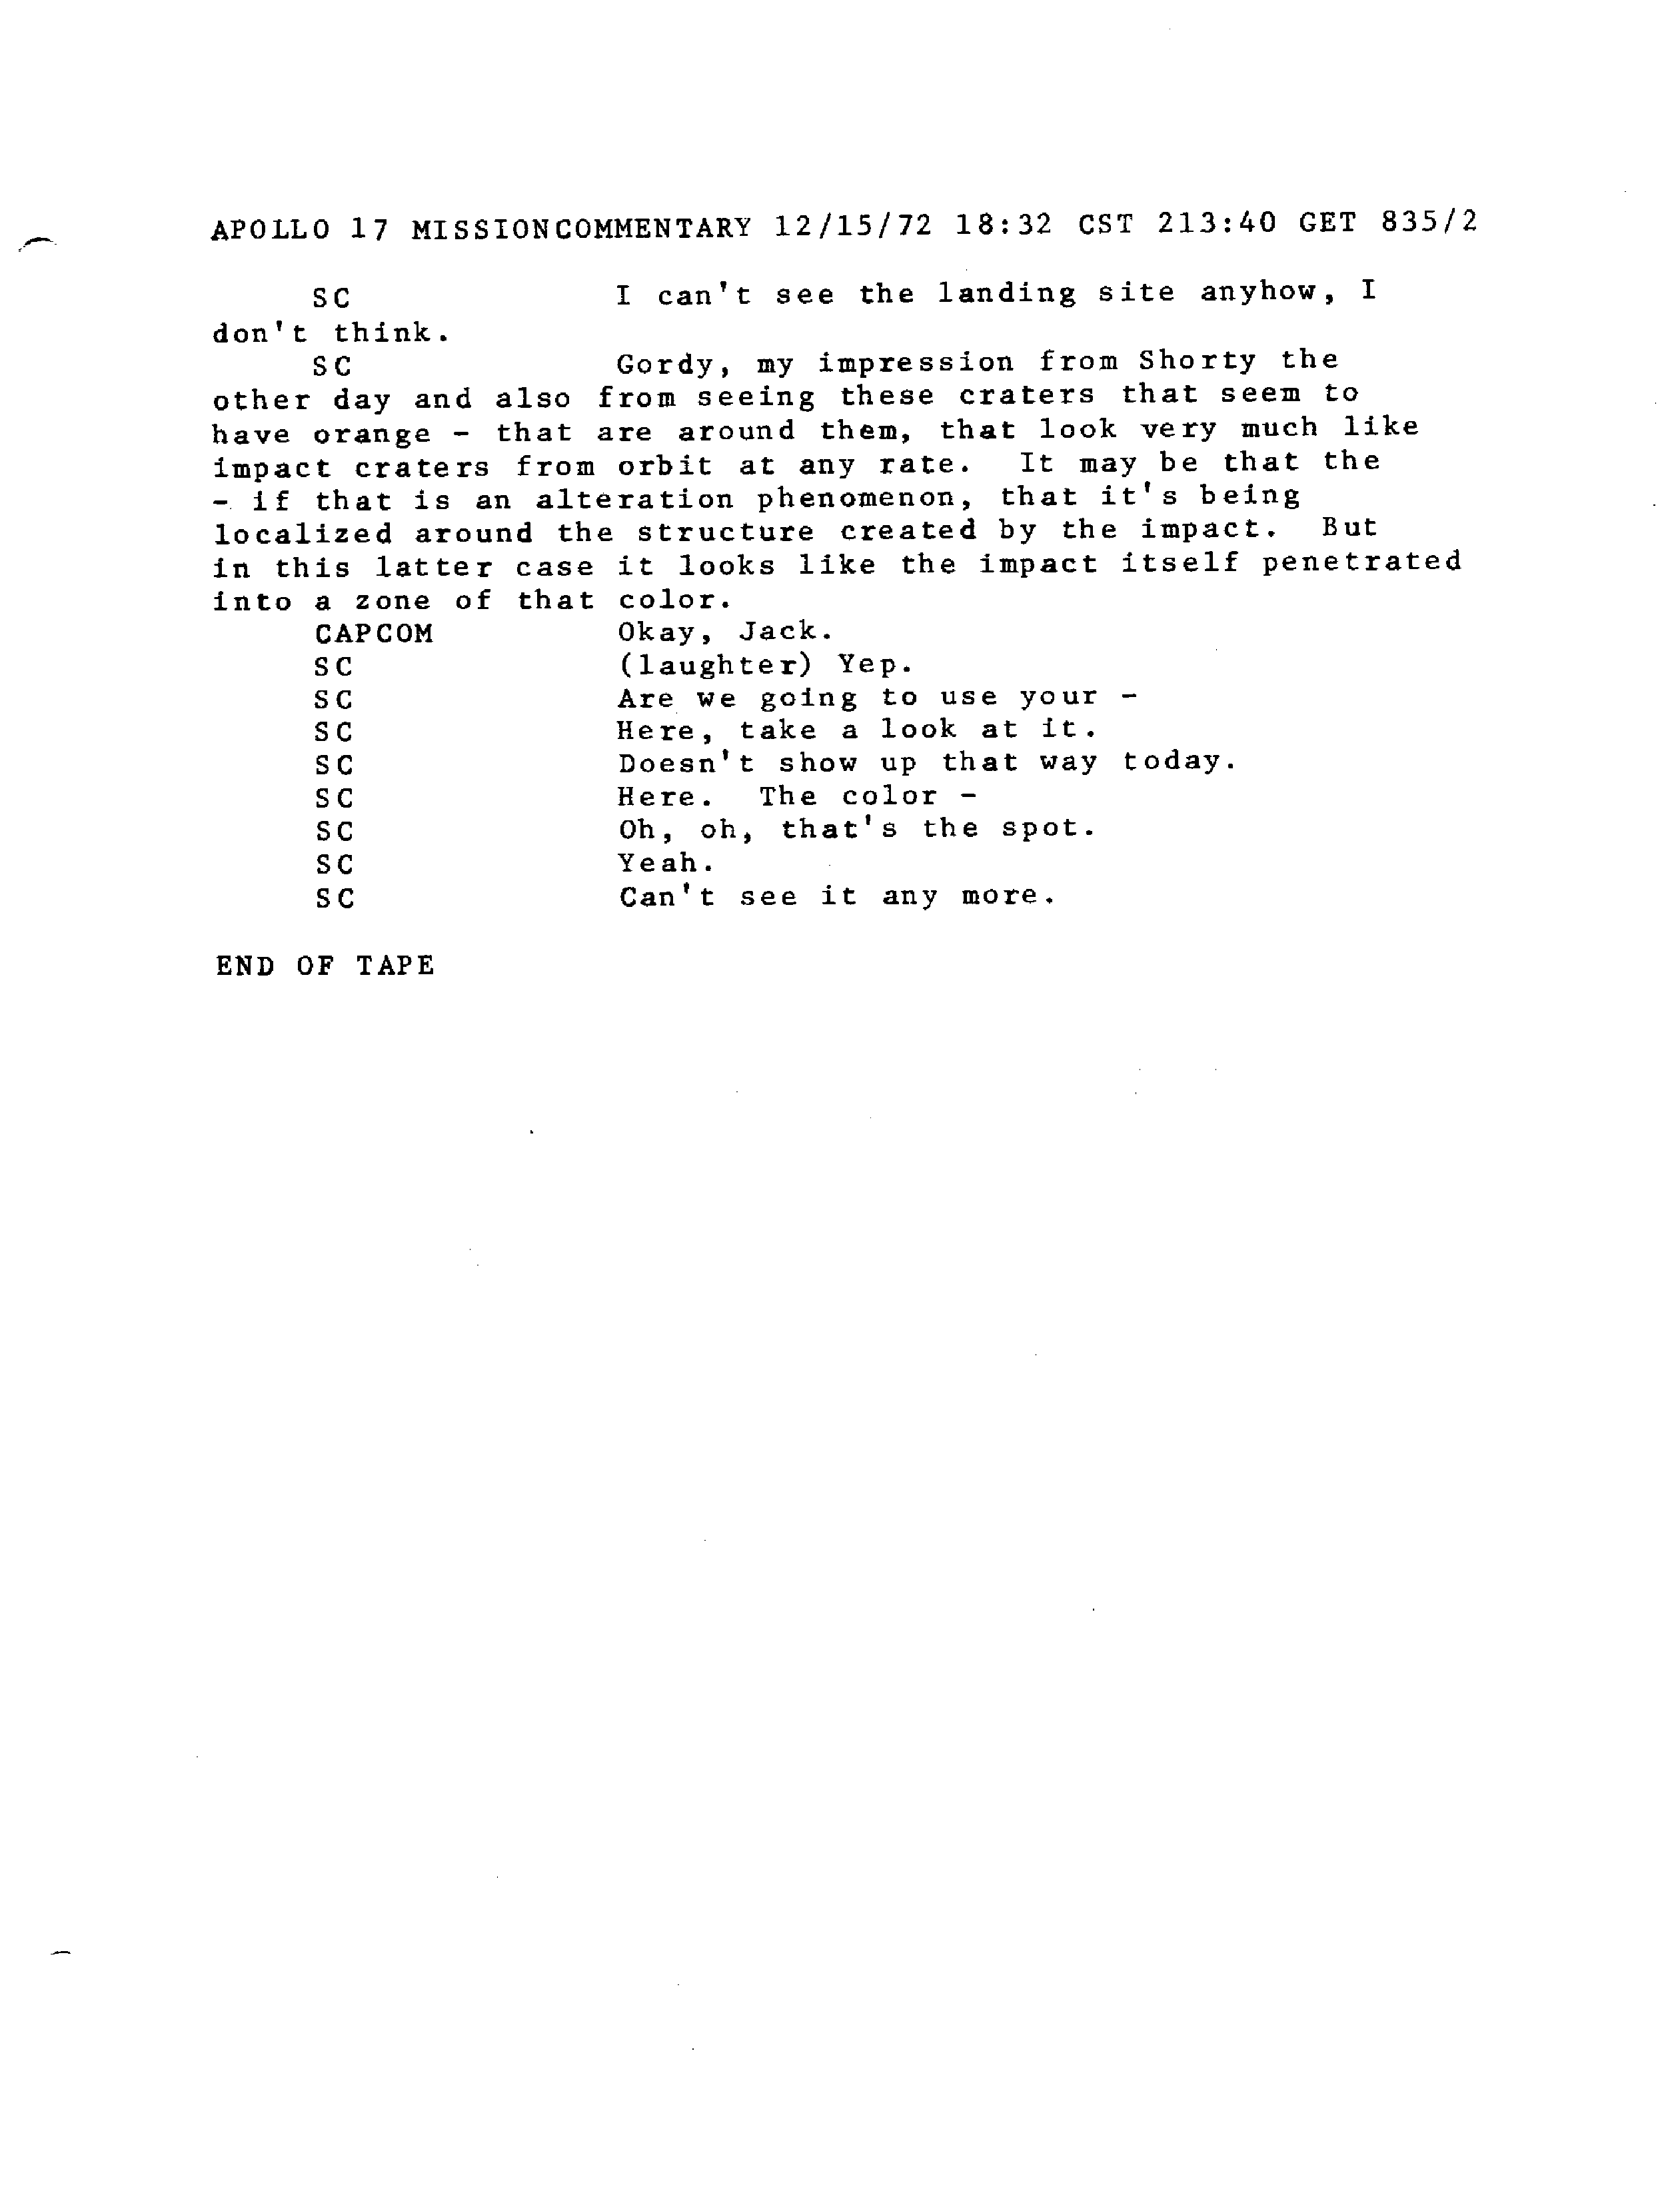 APOLLO 17 MISSIONCOMMENTARY 12/15/72 18:32 CST 213:40 GET 835/2
SC I can't see the landing site anyhow, I
don't think.
SC Gordy, my impression from Shorty the
other day and also from seeing these craters that seem to
have orange - that are around them, that look very much like
impact craters from orbit at any rate. It may be that the
- if that is an alteration phenomenon, that it's being
localized around the structure created by the impact. But
in this latter case it looks like the impact itself penetrated
into a zone of that color.
CAPCOM Okay, Jack.
SC (laughter) Yep.
SC Are we going to use your -
SC Here, take a look at it.
SC Doesn't show up that way today.
SC Here. The color -
SC Oh, oh, that's the spot.
SC Yeah.
SC Can't see it any more.
END OF TAPE